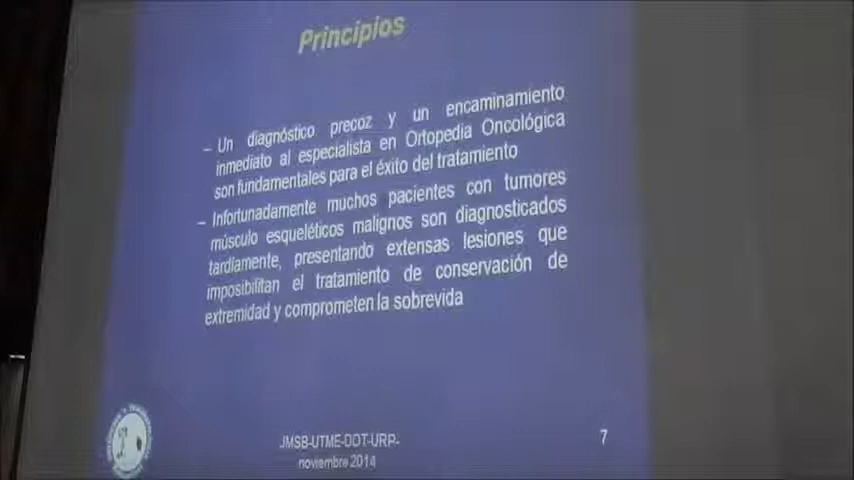 Principios
– Un diagnóstico precoz y un encaminamiento
inmediato al especialista en Ortopedia Oncológica
son fundamentales para el éxito del tratamiento
– Infortunadamente muchos pacientes con tumores
músculo esqueléticos malignos son diagnosticados
tardíamente, presentando extensas lesiones que
imposibilitan el tratamiento de conservación de
extremidad y comprometen la sobrevida
JMSB-UTME-DOT-URP-
noviembre 2014
7